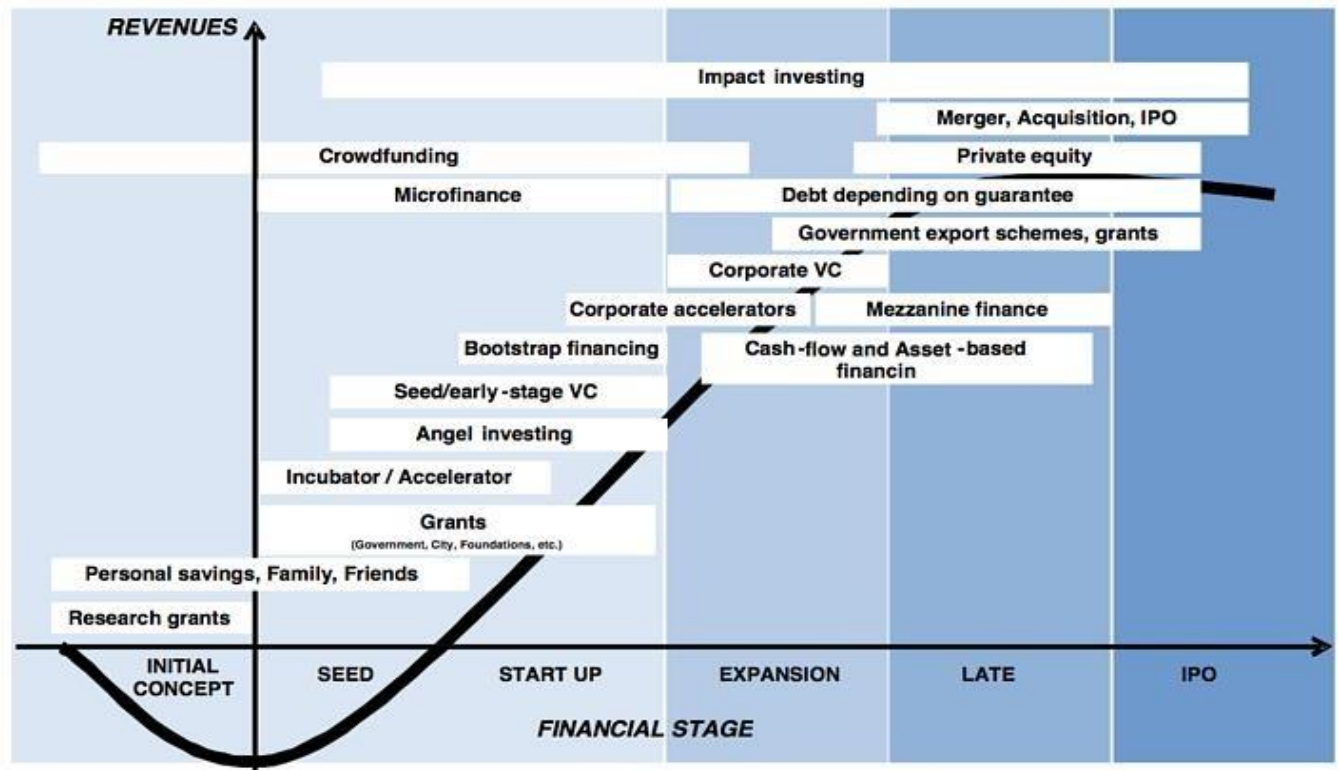 REVENUES
Impact investing
Merger, Acquisition, IPO
Crowdfunding
Private equity
Microfinance
Debt depending on guarantee
Government export schemes, grants
Corporate VC
Corporate accelerators
Mezzanine finance
Bootstrap financing
Cash-flow and Asset -based
financin
Seed/early-stage VC
Angel investing
Incubator / Accelerator
Grants
(Government, City, Foundations, etc.)
Personal savings, Family, Friends
Research grants
INITIAL
CONCEPT
SEED
START UP
EXPANSION
LATE
IPO
FINANCIAL STAGE